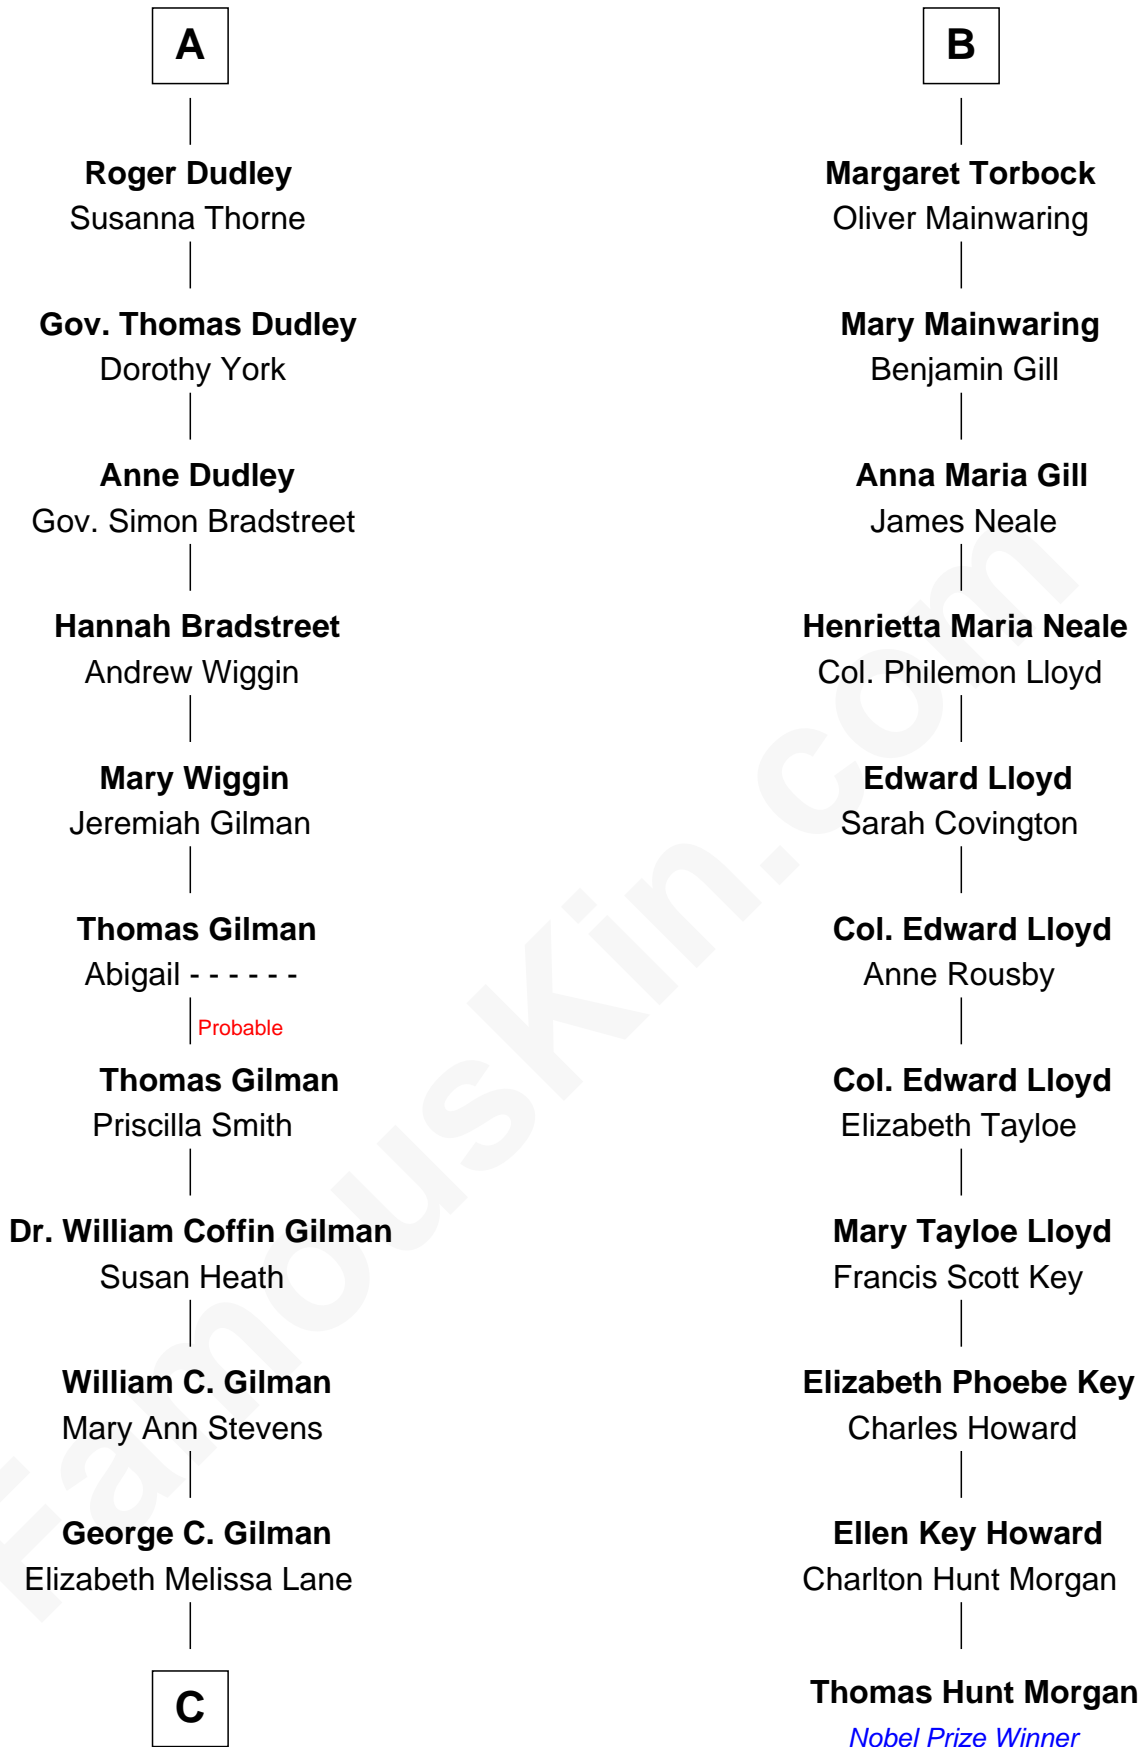 A
Roger Dudley
Susanna Thorne
Gov. Thomas Dudley
Dorothy York
Anne Dudley
Gov. Simon Bradstreet
Hannah Bradstreet
Andrew Wiggin
Mary Wiggin
Jeremiah Gilman
Thomas Gilman
Abigail - - - - - -
Probable
Thomas Gilman
Priscilla Smith
Dr. William Coffin Gilman
Susan Heath
William C. Gilman
Mary Ann Stevens
George C. Gilman
Elizabeth Melissa Lane
C
B
Margaret Torbock
Oliver Mainwaring
Mary Mainwaring
Benjamin Gill
Anna Maria Gill
James Neale
Henrietta Maria Neale
Col. Philemon Lloyd
Edward Lloyd
Sarah Covington
Col. Edward Lloyd
Anne Rousby
Col. Edward Lloyd
Elizabeth Tayloe
Mary Tayloe Lloyd
Francis Scott Key
Elizabeth Phoebe Key
Charles Howard
Ellen Key Howard
Charlton Hunt Morgan
Thomas Hunt Morgan
Nobel Prize Winner
FamousKin.com